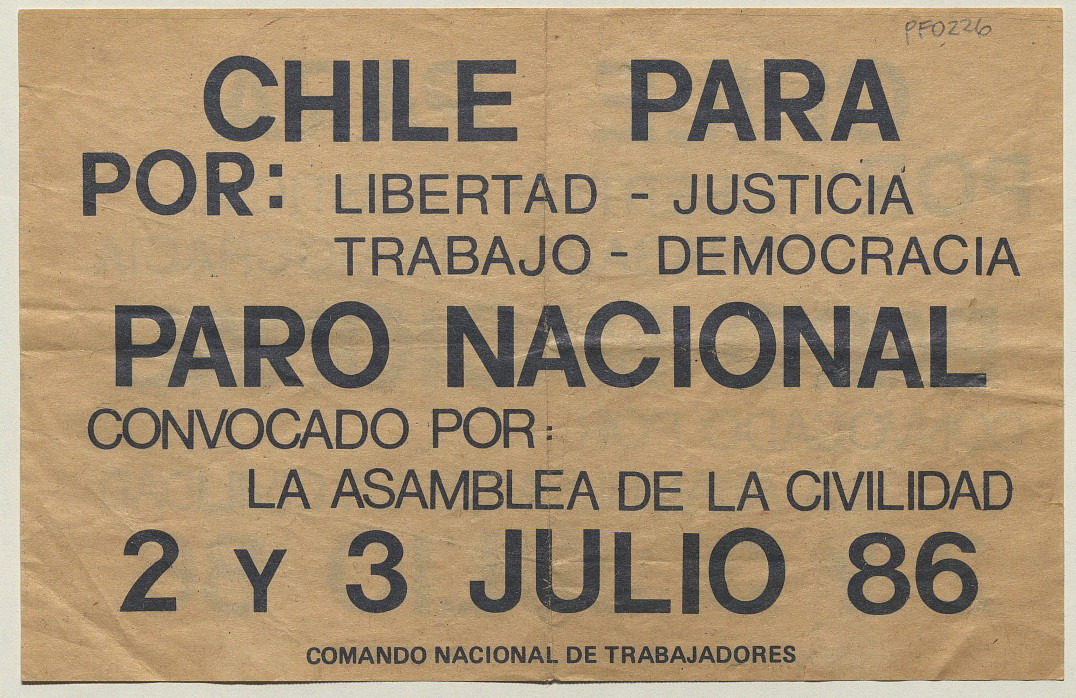 PF0226
CHILE PARA
POR: LIBERTAD - JUSTICIA
TRABAJO - DEMOCRACIA
PARO NACIONAL
CONVOCADO POR:
LA ASAMBLEA DE LA CIVILIDAD
2 Y 3 JULIO 86
COMANDO NACIONAL DE TRABAJADORES